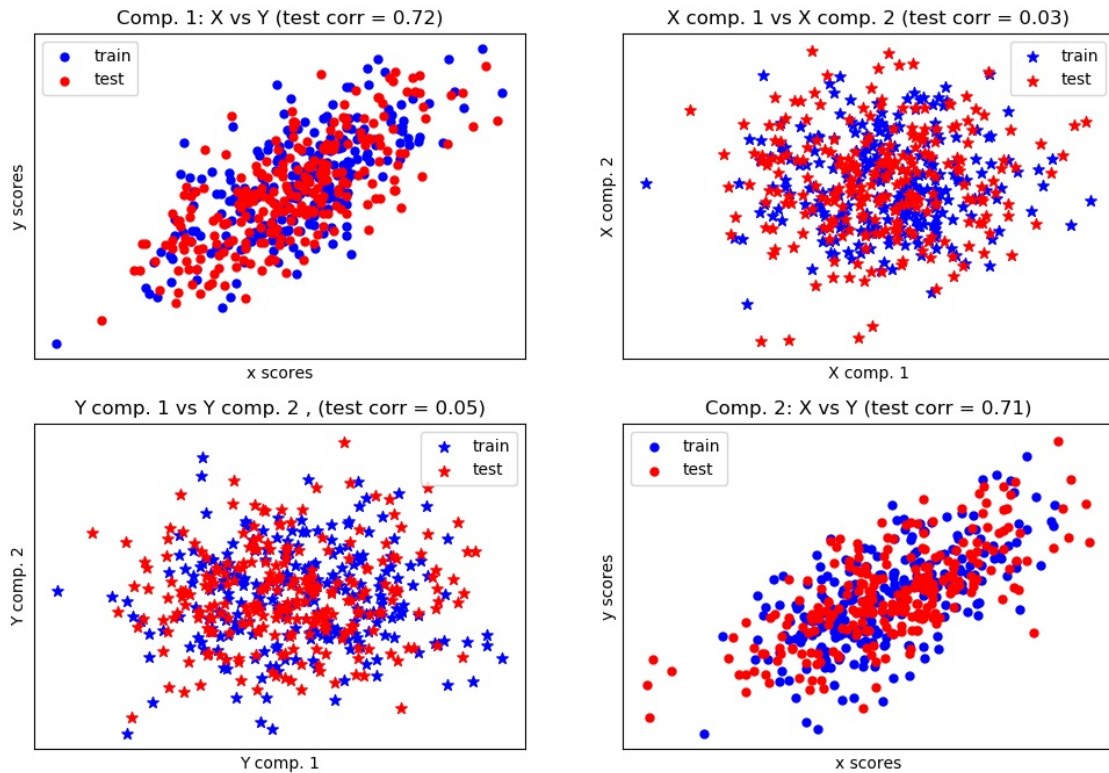 Comp. 1: X vs Y (test corr = 0.72)
train
test
y scores
x scores
X comp. 1 vs X comp. 2 (test corr = 0.03)
train
test
X comp. 2
X comp. 1
Y comp. 1 vs Y comp. 2 , (test corr = 0.05)
train
test
Y comp. 2
Y comp. 1
Comp. 2: X vs Y (test corr = 0.71)
train
test
y scores
x scores